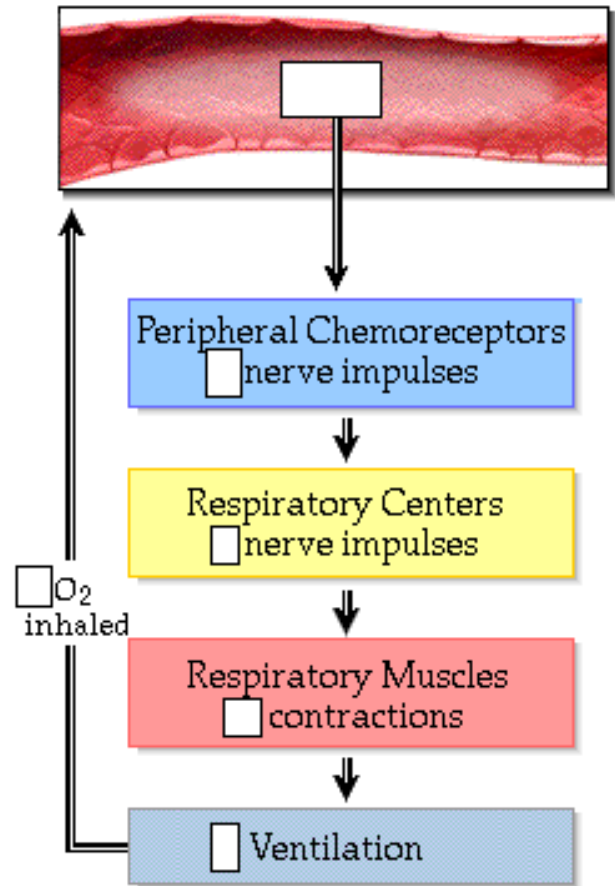 Peripheral Chemoreceptors
nerve impulses
Respiratory Centers
nerve impulses
O₂
inhaled
Respiratory Muscles
contractions
Ventilation